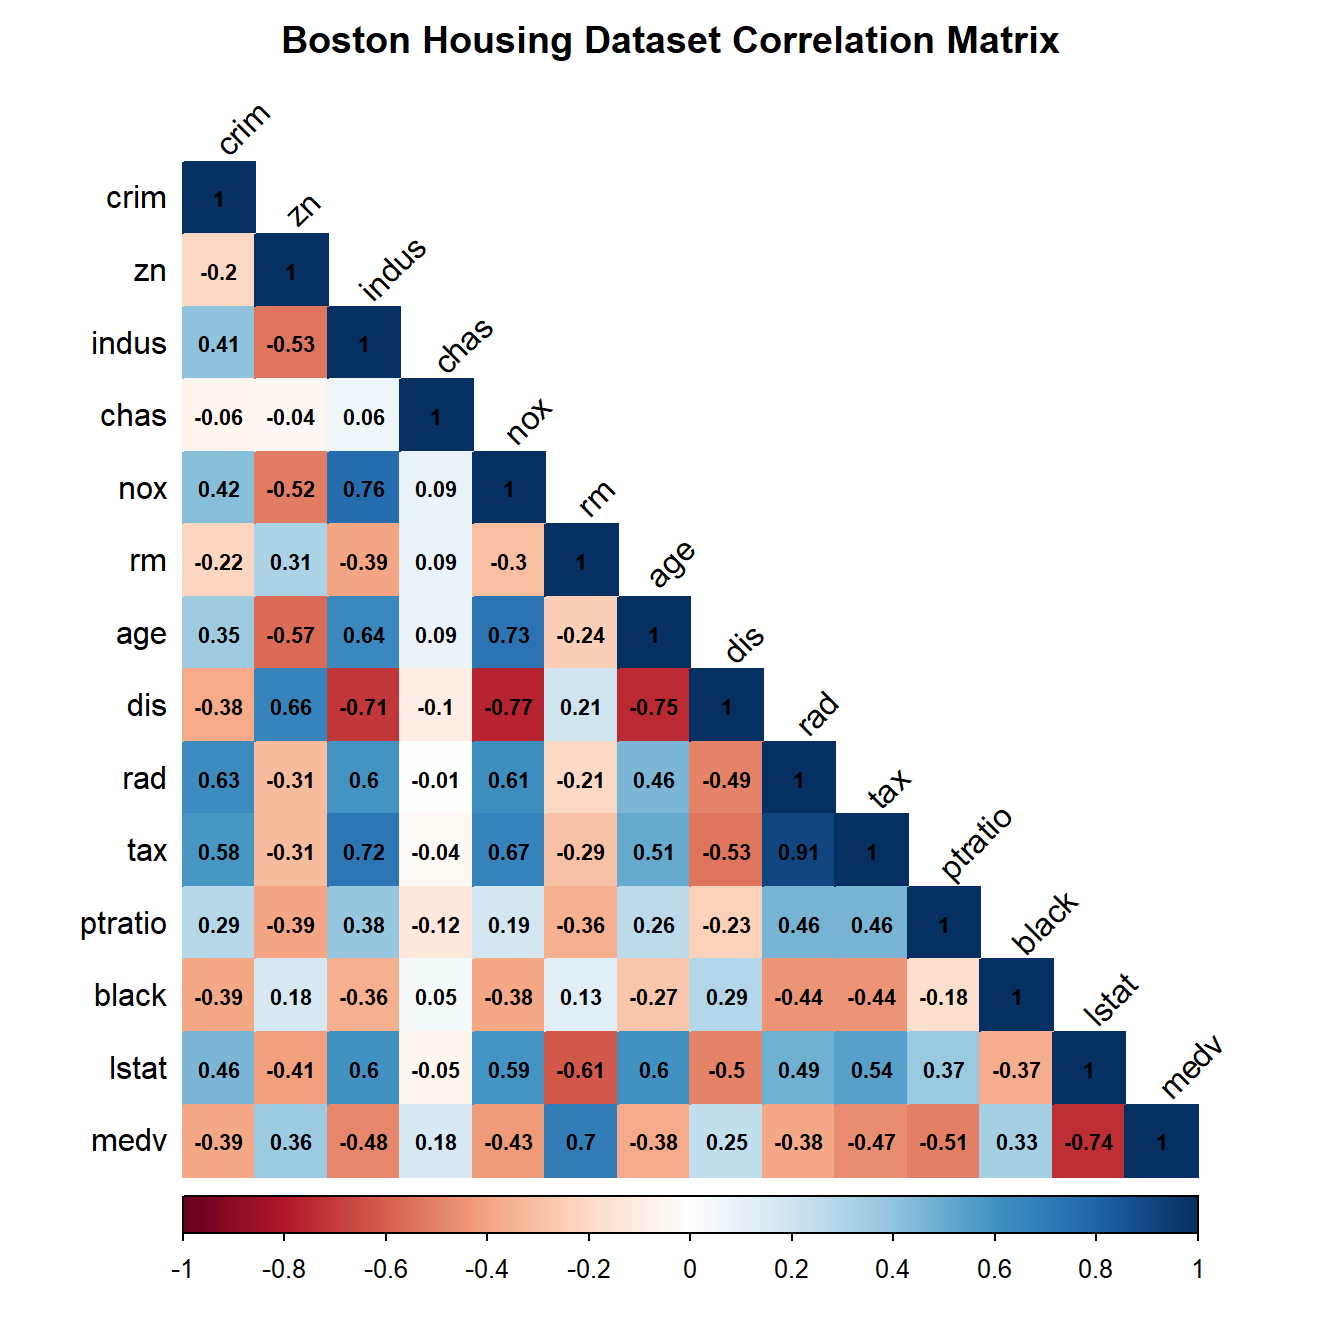 Boston Housing Dataset Correlation Matrix
crim
crim 1 zn
zn -0.2 1 indus
indus 0.41 -0.53 1 chas
chas -0.06 -0.04 0.06 1 nox
nox 0.42 -0.52 0.76 0.09 1 rm
rm -0.22 0.31 -0.39 0.09 -0.3 1 age
age 0.35 -0.57 0.64 0.09 0.73 -0.24 1 dis
dis -0.38 0.66 -0.71 -0.1 -0.77 0.21 -0.75 1 rad
rad 0.63 -0.31 0.6 -0.01 0.61 -0.21 0.46 -0.49 1 tax
tax 0.58 -0.31 0.72 -0.04 0.67 -0.29 0.51 -0.53 0.91 1 ptratio
ptratio 0.29 -0.39 0.38 -0.12 0.19 -0.36 0.26 -0.23 0.46 0.46 1 black
black -0.39 0.18 -0.36 0.05 -0.38 0.13 -0.27 0.29 -0.44 -0.44 -0.18 1 lstat
lstat 0.46 -0.41 0.6 -0.05 0.59 -0.61 0.6 -0.5 0.49 0.54 0.37 -0.37 1 medv
medv -0.39 0.36 -0.48 0.18 -0.43 0.7 -0.38 0.25 -0.38 -0.47 -0.51 0.33 -0.74 1
-1 -0.8 -0.6 -0.4 -0.2 0 0.2 0.4 0.6 0.8 1